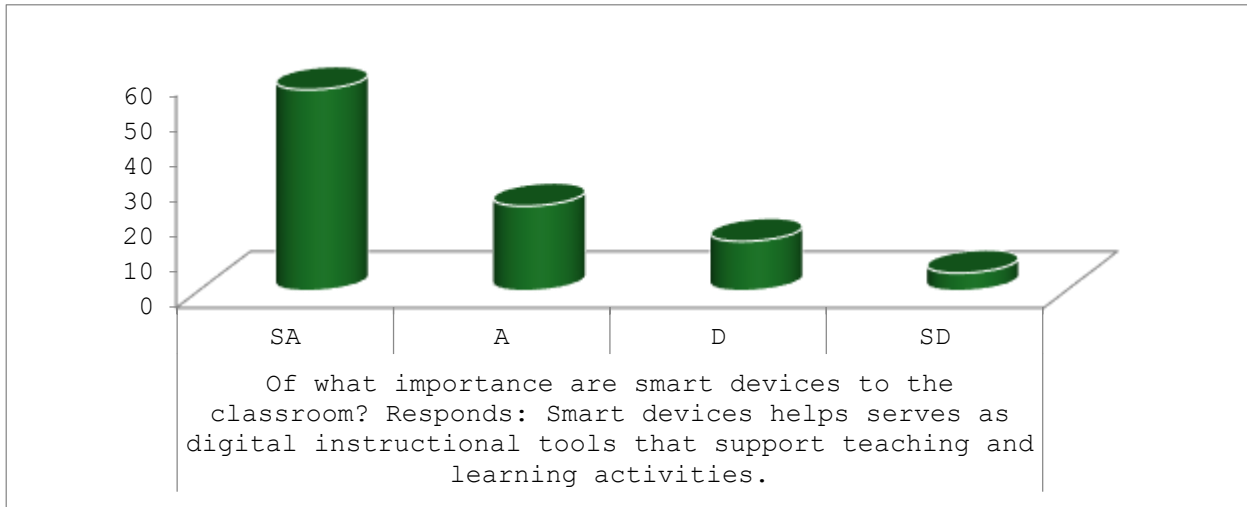 60
50
40
30
20
10
0
SA A D SD
Of what importance are smart devices to the
classroom? Responds: Smart devices helps serves as
digital instructional tools that support teaching and
learning activities.